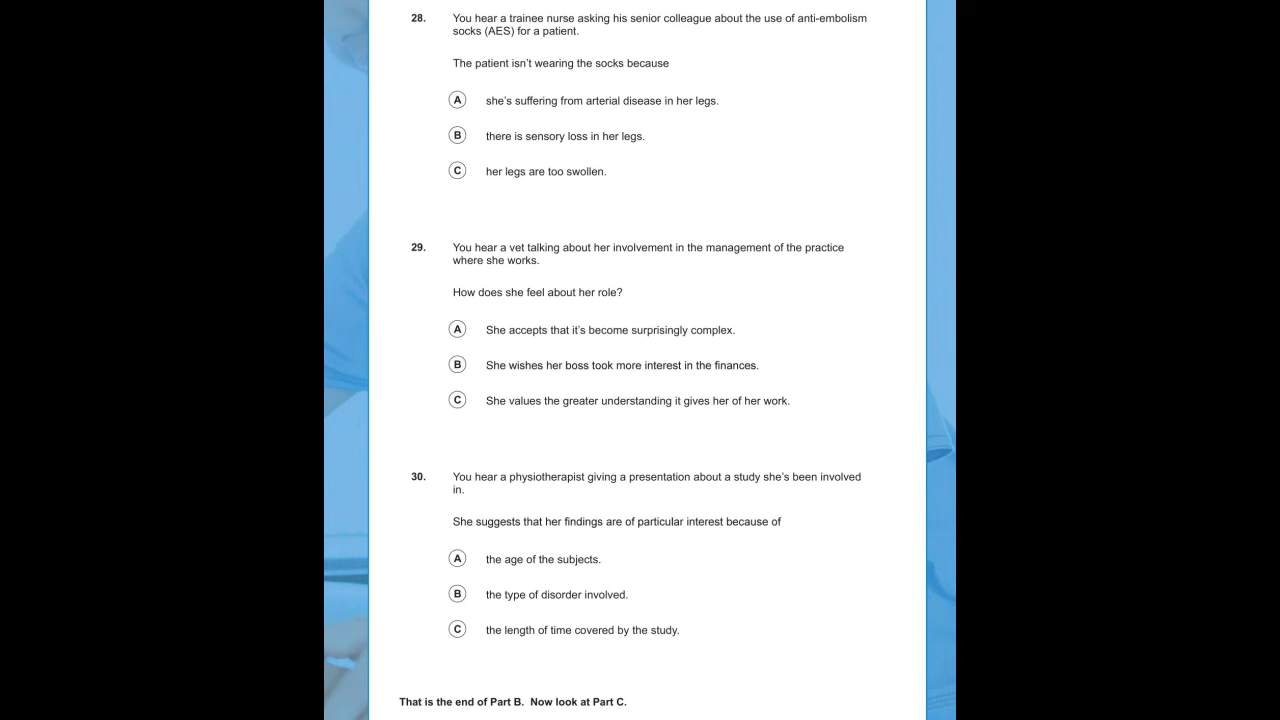 28. You hear a trainee nurse asking his senior colleague about the use of anti-embolism
socks (AES) for a patient.
The patient isn't wearing the socks because
A she's suffering from arterial disease in her legs.
B there is sensory loss in her legs.
C her legs are too swollen.
29. You hear a vet talking about her involvement in the management of the practice
where she works.
How does she feel about her role?
A She accepts that it's become surprisingly complex.
B She wishes her boss took more interest in the finances.
C She values the greater understanding it gives her of her work.
30. You hear a physiotherapist giving a presentation about a study she's been involved
in.
She suggests that her findings are of particular interest because of
A the age of the subjects.
B the type of disorder involved.
C the length of time covered by the study.
That is the end of Part B. Now look at Part C.